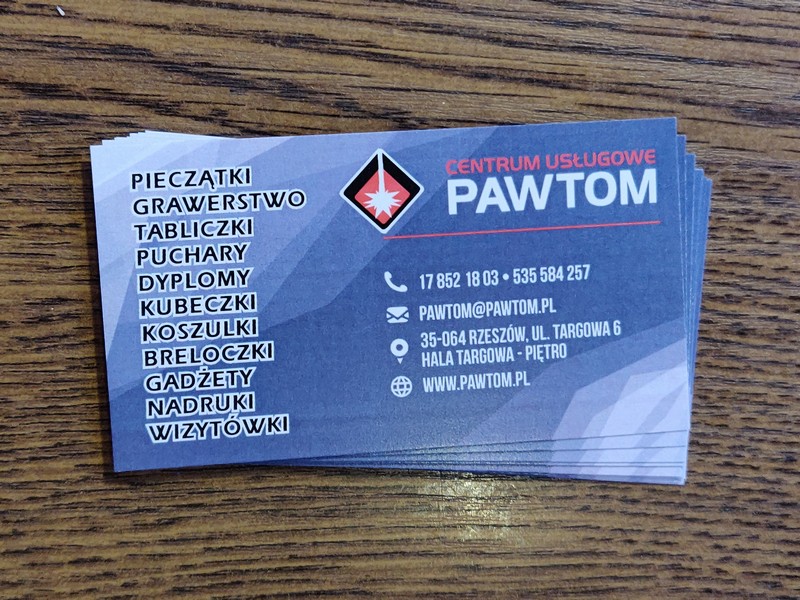 PIECZĄTKI
GRAWERSTWO
TABLICZKI
PUCHARY
DYPLOMY
KUBECZKI
KOSZULKI
BRELOCZKI
GADŻETY
NADRUKI
WIZYTÓWKI
CENTRUM USŁUGOWE
PAWTOM
17 852 18 03 • 535 584 257
PAWTOM@PAWTOM.PL
35-064 RZESZÓW, UL. TARGOWA 6
HALA TARGOWA - PIĘTRO
WWW.PAWTOM.PL